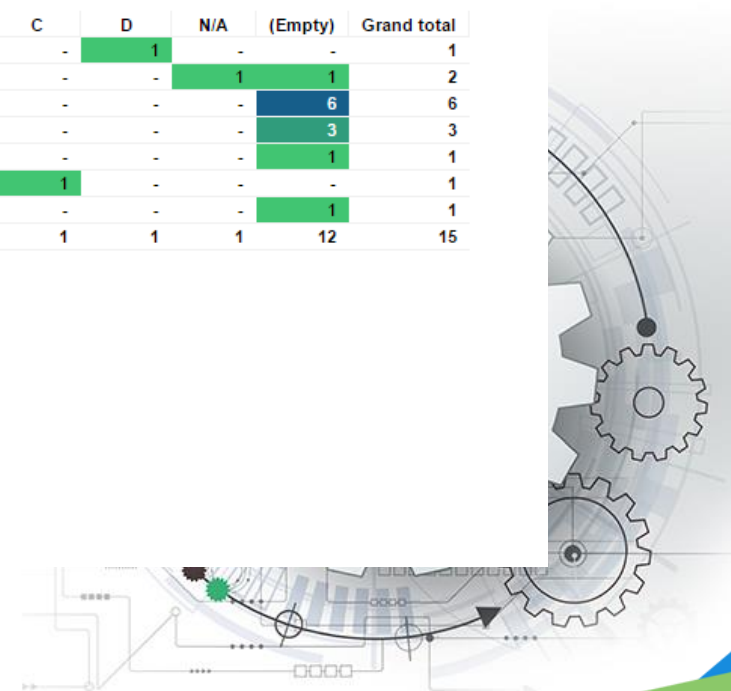 C D N/A (Empty) Grand total
- 1 - - 1
- - 1 1 2
- - - 6 6
- - - 3 3
- - - 1 1
1 - - - 1
- - - 1 1
1 1 1 12 15